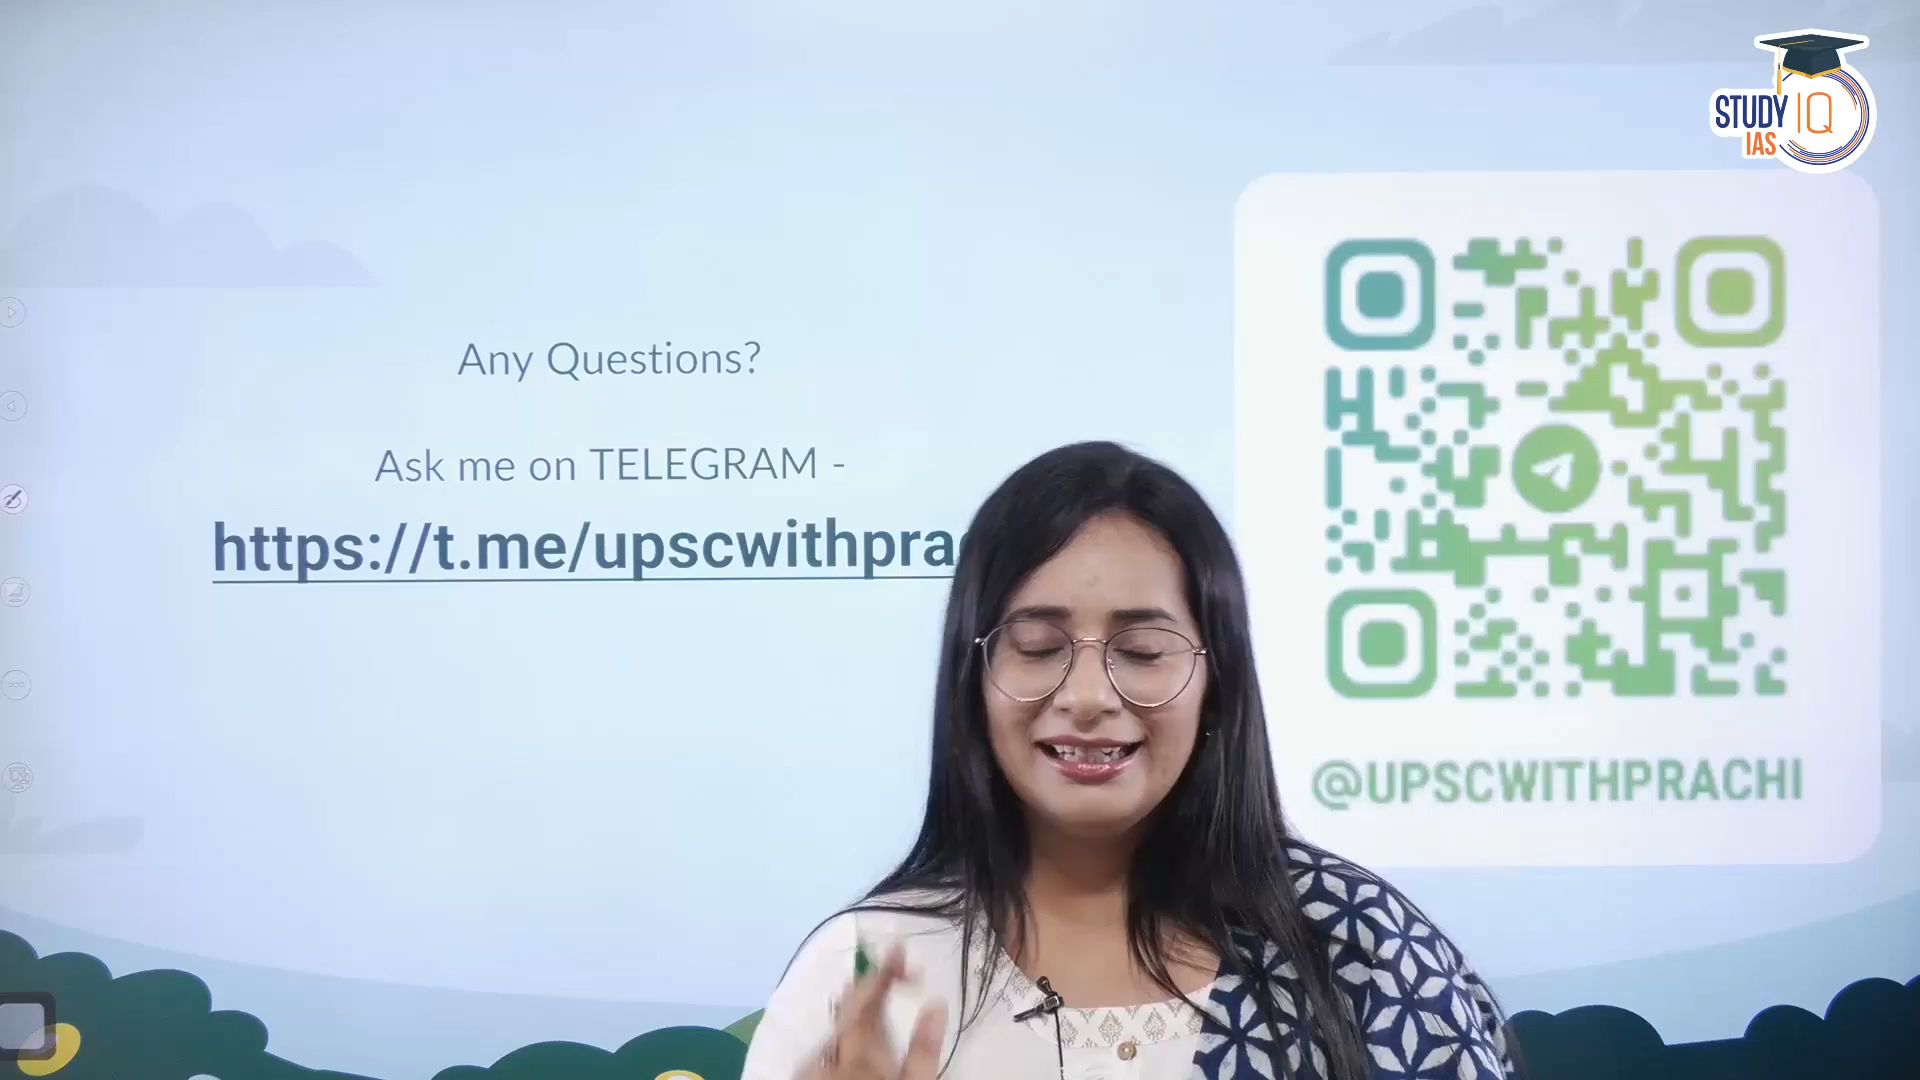 STUDY IQ
IAS
Any Questions?
Ask me on TELEGRAM -
https://t.me/upscwithpra
@UPSCWITHPRACHI